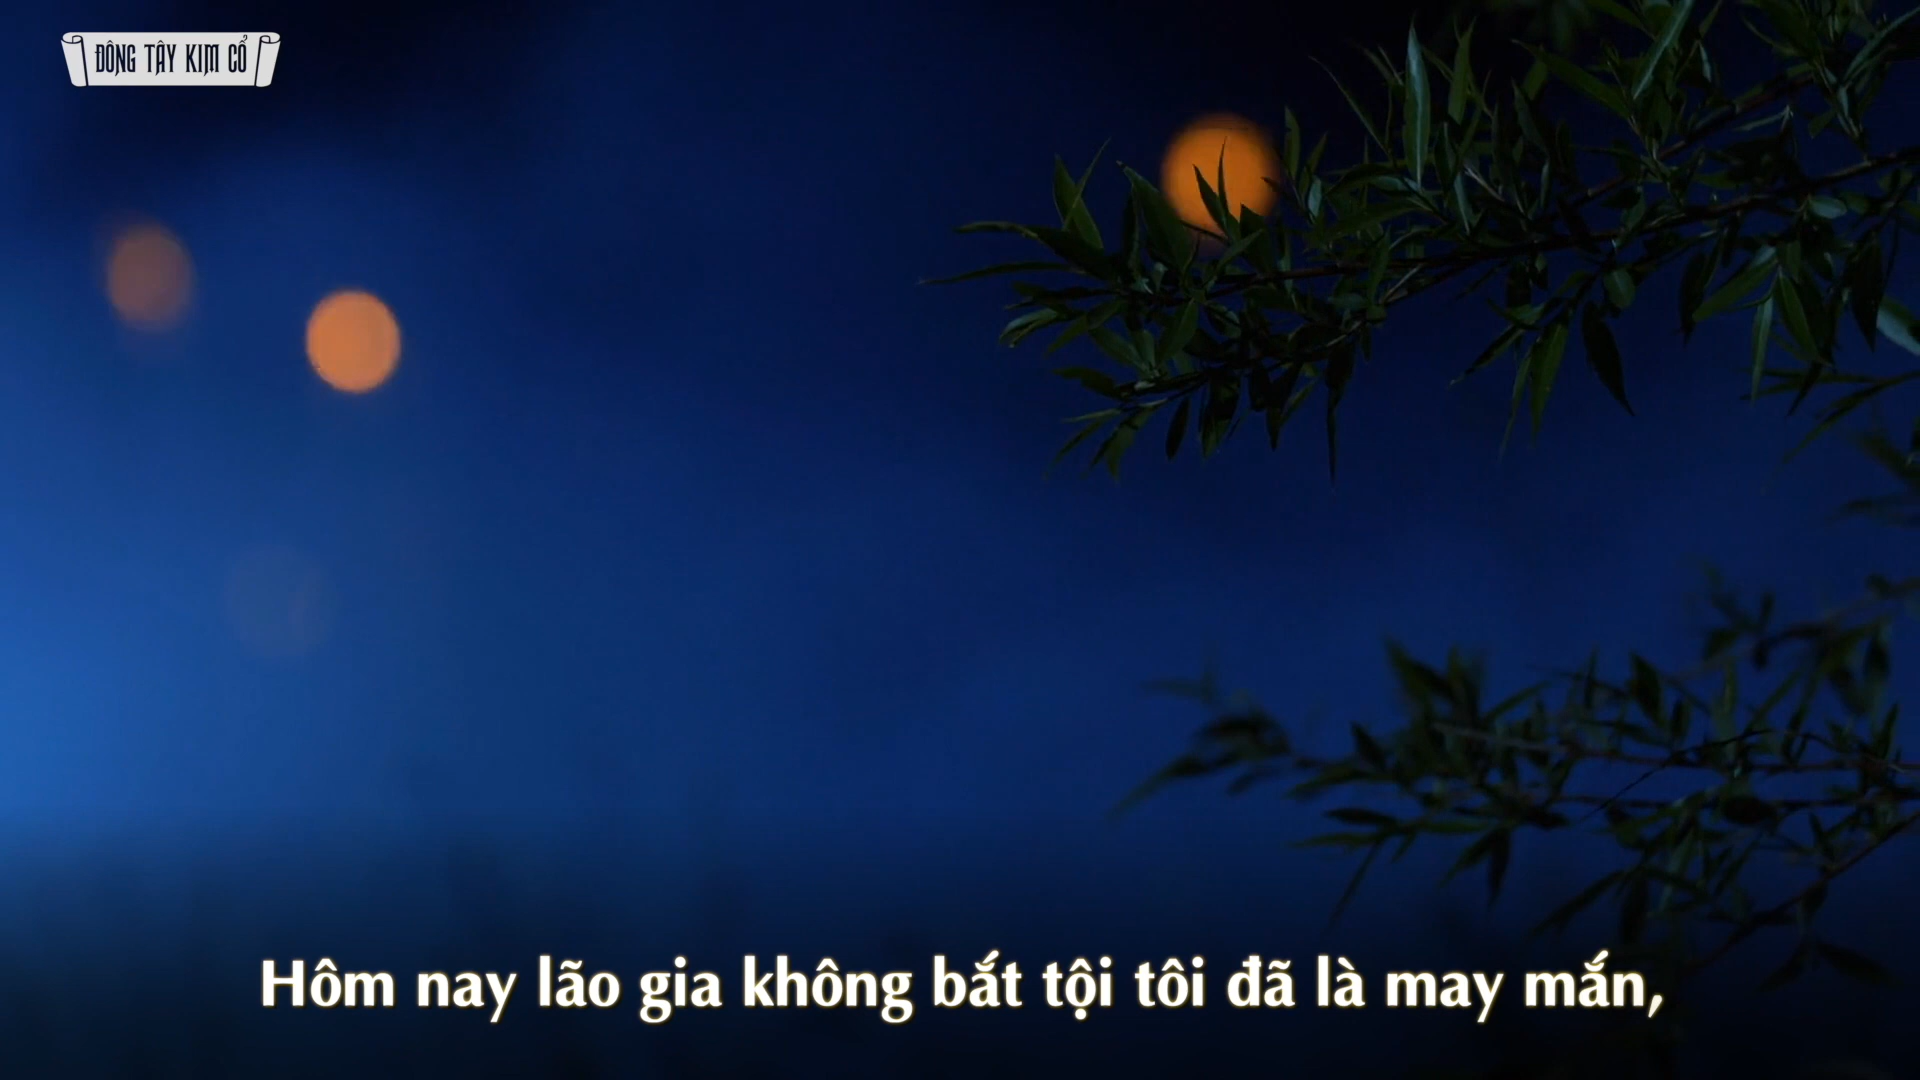 ĐÔNG TÂY KIM CỔ
Hôm nay lão gia không bắt tội tôi đã là may mắn,